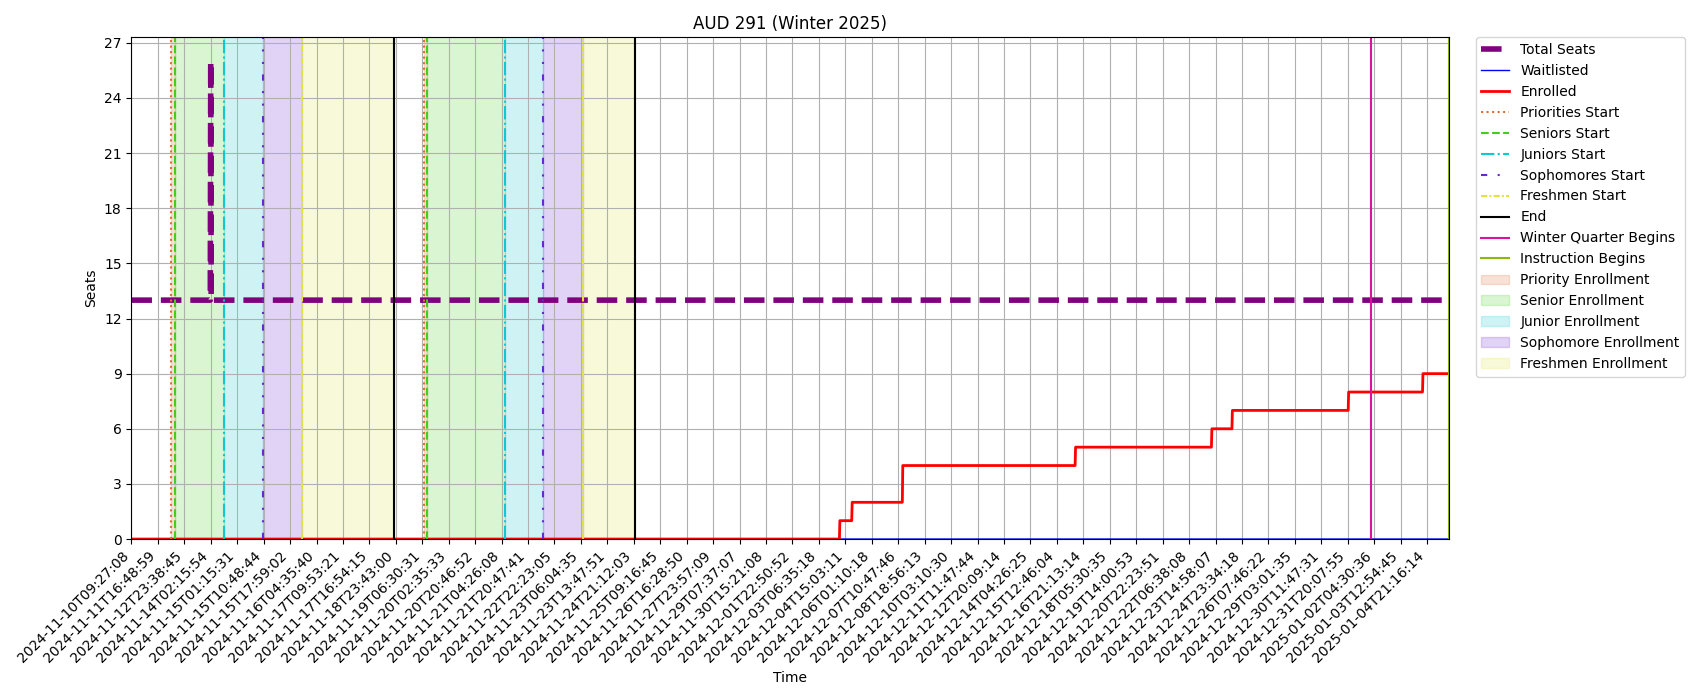 AUD 291 (Winter 2025)
27
24
21
18
15
12
9
6
3
0
Seats
2024-11-10T09:27:08
2024-11-11T16:48:59
2024-11-12T23:38:45
2024-11-14T02:15:54
2024-11-15T01:15:31
2024-11-15T10:48:44
2024-11-15T17:59:02
2024-11-16T04:35:40
2024-11-17T09:53:21
2024-11-17T16:54:15
2024-11-18T23:43:00
2024-11-19T06:30:31
2024-11-20T02:35:33
2024-11-20T20:46:52
2024-11-21T04:26:08
2024-11-21T20:47:41
2024-11-22T22:23:05
2024-11-23T06:04:35
2024-11-23T13:47:51
2024-11-24T21:12:03
2024-11-25T09:16:45
2024-11-26T16:28:50
2024-11-27T23:57:09
2024-11-29T07:37:07
2024-11-30T15:21:08
2024-12-01T22:50:52
2024-12-03T06:35:18
2024-12-04T15:03:11
2024-12-06T01:10:18
2024-12-07T10:47:46
2024-12-08T18:56:13
2024-12-10T03:10:30
2024-12-11T11:47:44
2024-12-12T20:09:14
2024-12-14T04:26:25
2024-12-15T12:46:04
2024-12-16T21:13:14
2024-12-18T05:30:35
2024-12-19T14:00:53
2024-12-20T22:23:51
2024-12-22T06:38:08
2024-12-23T14:58:07
2024-12-24T23:34:18
2024-12-26T07:46:22
2024-12-29T03:01:35
2024-12-30T11:47:31
2024-12-31T20:07:55
2025-01-02T04:30:36
2025-01-03T12:54:45
2025-01-04T21:16:14
Time
Total Seats
Waitlisted
Enrolled
Priorities Start
Seniors Start
Juniors Start
Sophomores Start
Freshmen Start
End
Winter Quarter Begins
Instruction Begins
Priority Enrollment
Senior Enrollment
Junior Enrollment
Sophomore Enrollment
Freshmen Enrollment